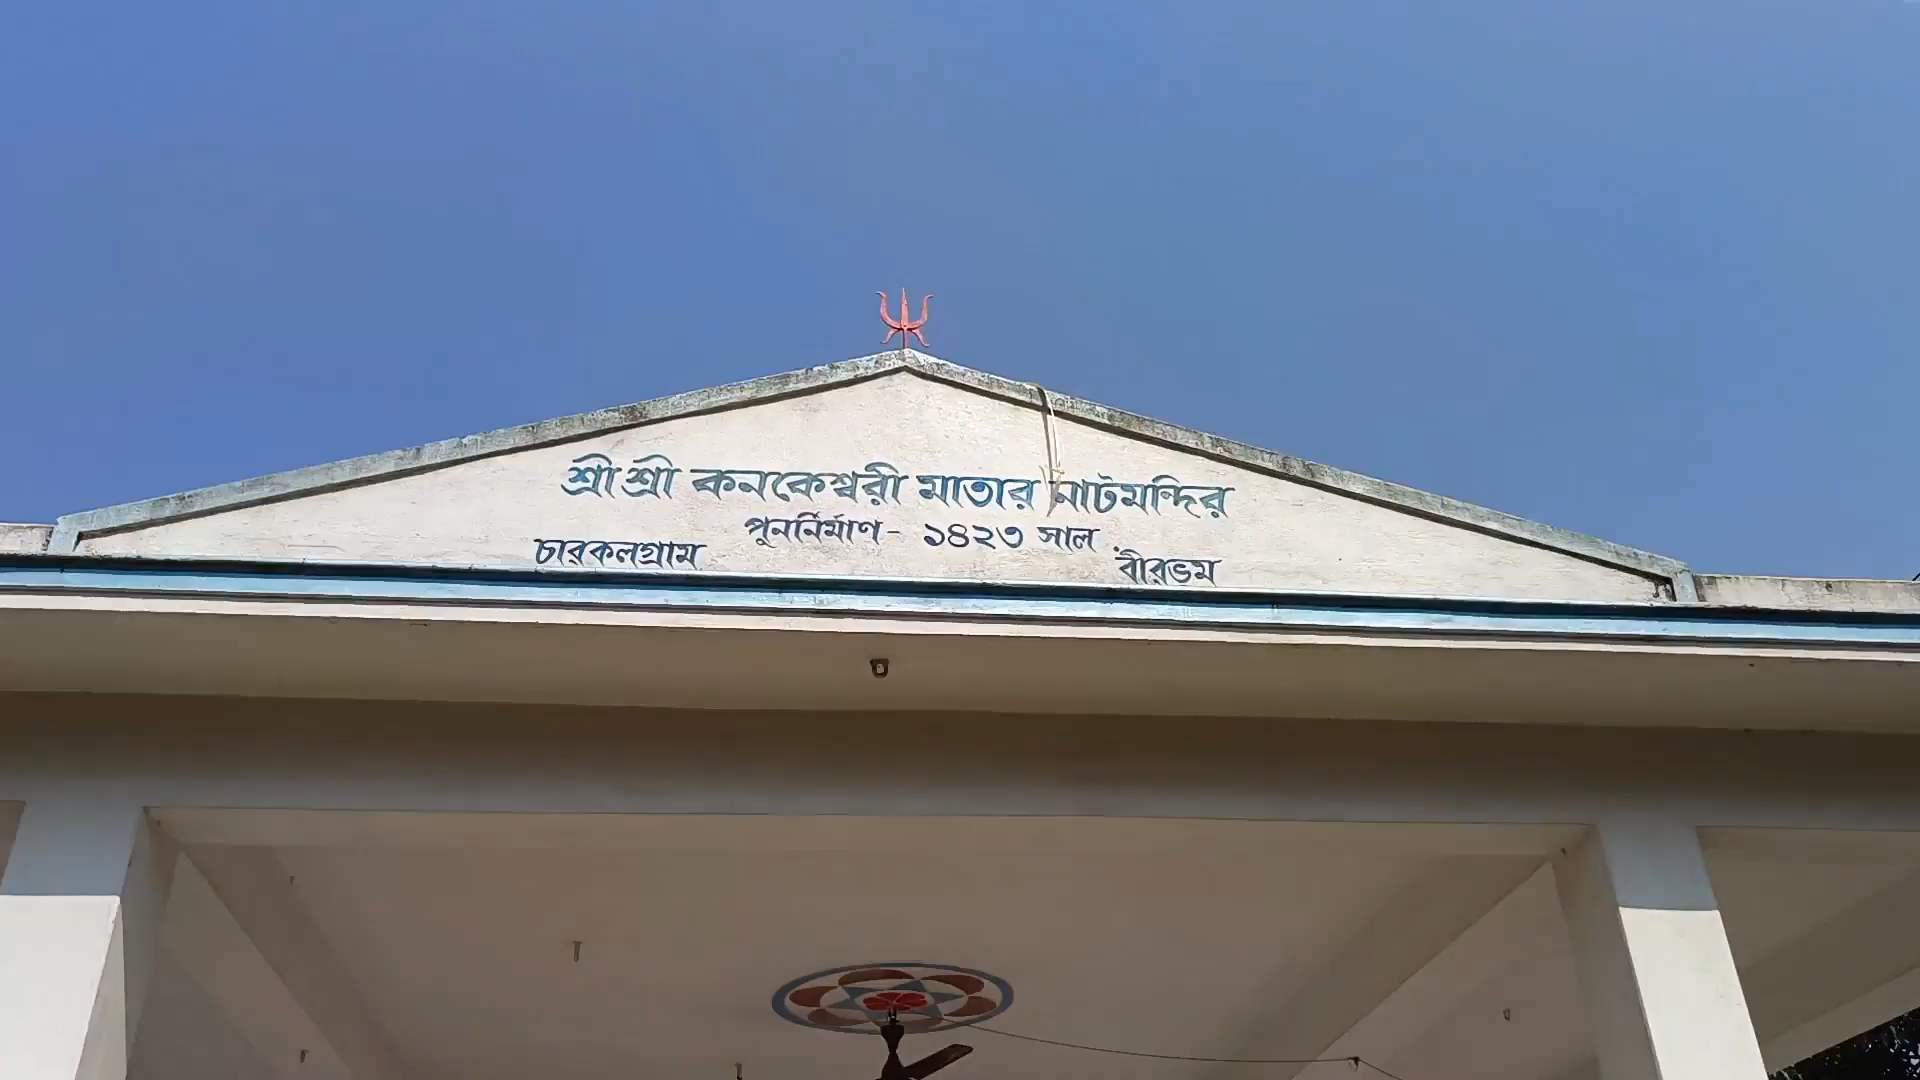 শ্রী শ্রী কনকেশ্বরী মাতার নাটমন্দির
পুনর্নির্মাণ - ১৪২৩ সাল
চারকলগ্রাম বীরভম